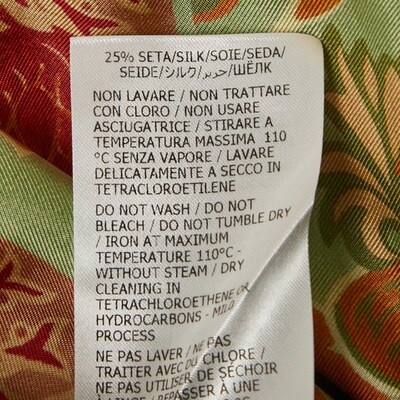 25% SETA/SILK/SOIE/SEDA/
SEIDE/シルク/حرير/ШЁЛК
NON LAVARE / NON TRATTARE
CON CLORO / NON USARE
ASCIUGATRICE / STIRARE A
TEMPERATURA MASSIMA 110
°C SENZA VAPORE / LAVARE
DELICATAMENTE A SECCO IN
TETRACLOROETILENE
DO NOT WASH / DO NOT
BLEACH / DO NOT TUMBLE DRY
/ IRON AT MAXIMUM
TEMPERATURE 110°C -
WITHOUT STEAM / DRY
CLEANING IN
TETRACHLOROETHENE OR
HYDROCARBONS - MILD
PROCESS
NE PAS LAVER / NE PAS
TRAITER AVEC DU CHLORE /
NE PAS UTILISER DE SÉCHOIR
À LINGE / REPASSER À UNE